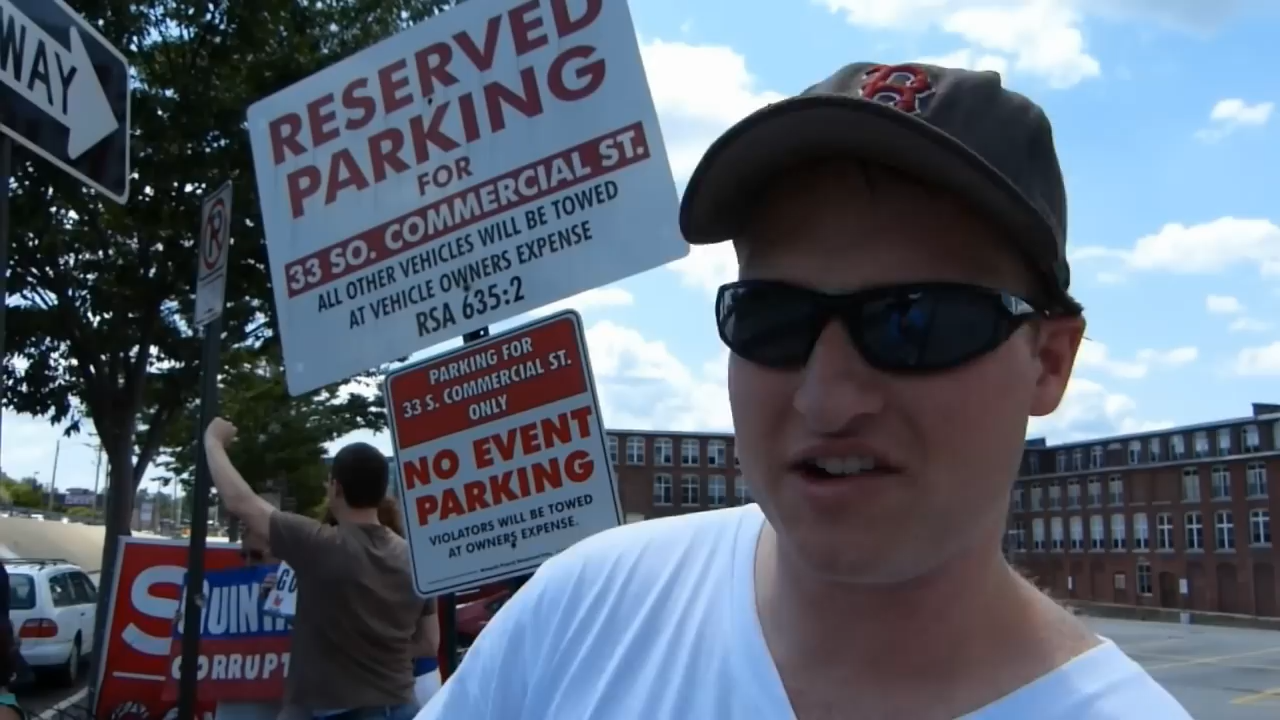 WAY
RESERVED
PARKING
FOR
33 SO. COMMERCIAL ST.
ALL OTHER VEHICLES WILL BE TOWED
AT VEHICLE OWNERS EXPENSE
RSA 635:2
PARKING FOR
33 S. COMMERCIAL ST.
ONLY
NO EVENT
PARKING
VIOLATORS WILL BE TOWED
AT OWNERS EXPENSE.
B
S
UIN
GU
CORRUPT